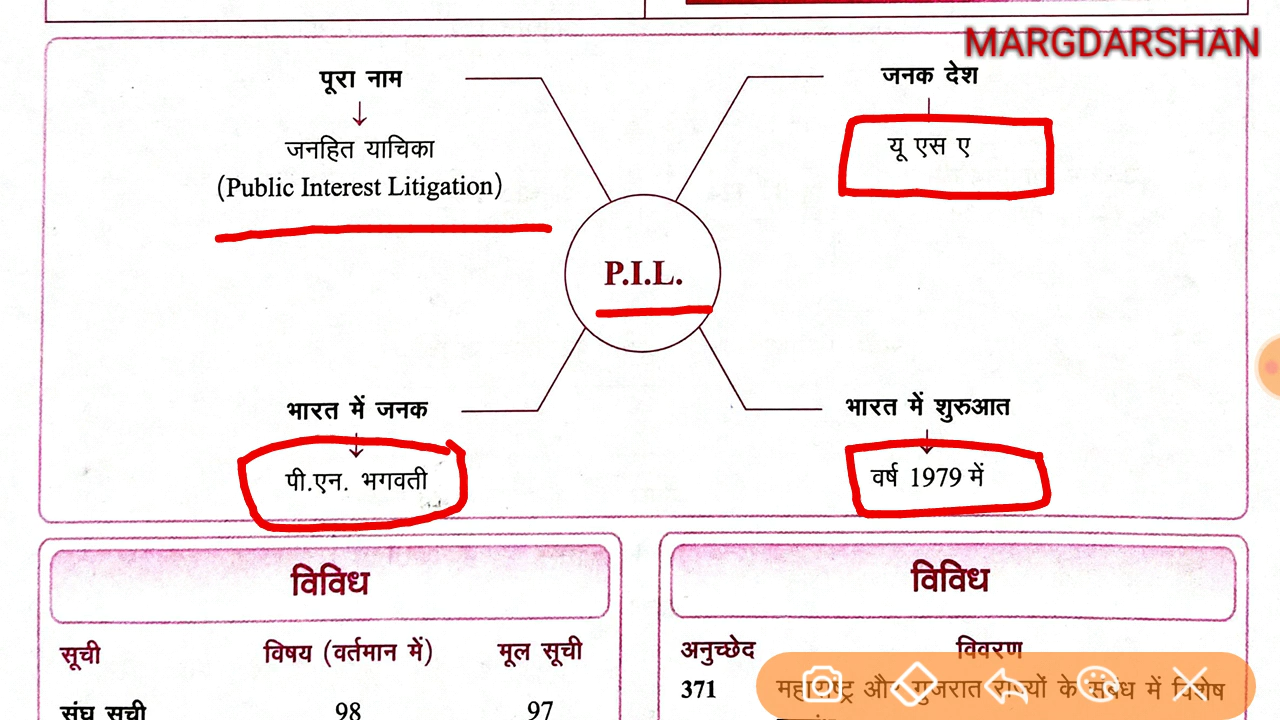 MARGDARSHAN
पूरा नाम
जनहित याचिका
(Public Interest Litigation)
जनक देश
यू एस ए
P.I.L.
भारत में जनक
पी.एन. भगवती
भारत में शुरुआत
वर्ष 1979 में
विविध
सूची विषय (वर्तमान में) मूल सूची
संघ सूची 98 97
विविध
अनुच्छेद विवरण
371 महाराष्ट्र और गुजरात राज्यों के संबंध में विशेष